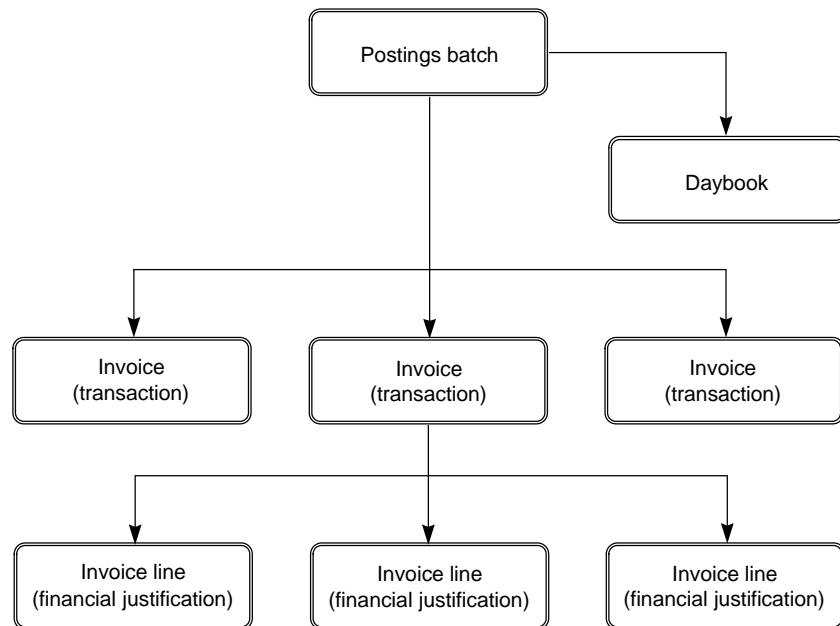 Postings batch
Daybook
Invoice
(transaction)
Invoice
(transaction)
Invoice
(transaction)
Invoice line
(financial justification)
Invoice line
(financial justification)
Invoice line
(financial justification)